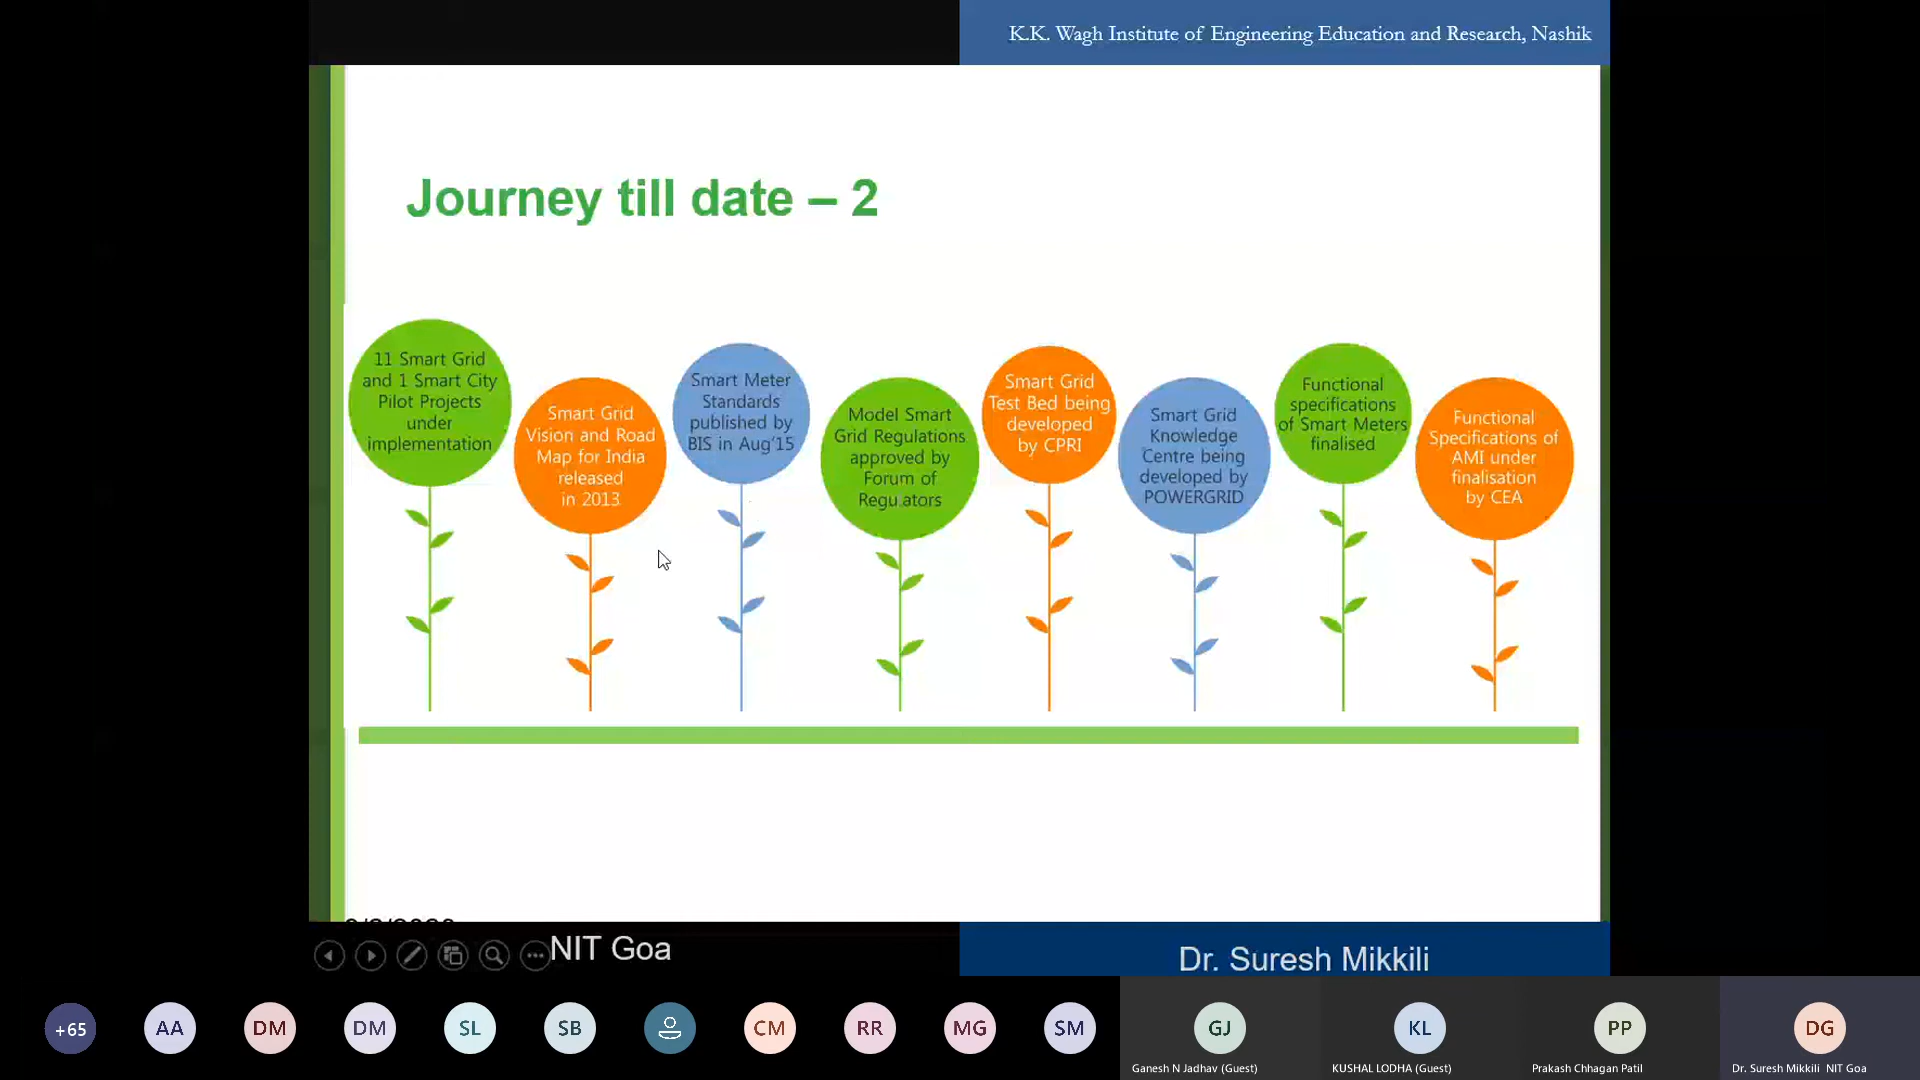 K.K. Wagh Institute of Engineering Education and Research, Nashik
Journey till date – 2
11 Smart Grid
and 1 Smart City
Pilot Projects
under
implementation
Smart Grid
Vision and Road
Map for India
released
in 2013
Smart Meter
Standards
published by
BIS in Aug'15
Model Smart
Grid Regulations
approved by
Forum of
Regulators
Smart Grid
Test Bed being
developed
by CPRI
Smart Grid
Knowledge
Centre being
developed by
POWERGRID
Functional
specifications
of Smart Meters
finalised
Functional
Specifications of
AMI under
finalisation
by CEA
NIT Goa
Dr. Suresh Mikkili
+65
AA
DM
DM
SL
SB
CM
RR
MG
SM
GJ
KL
PP
DG
Ganesh N Jadhav (Guest)
KUSHAL LODHA (Guest)
Prakash Chhagan Patil
Dr. Suresh Mikkili NIT Goa